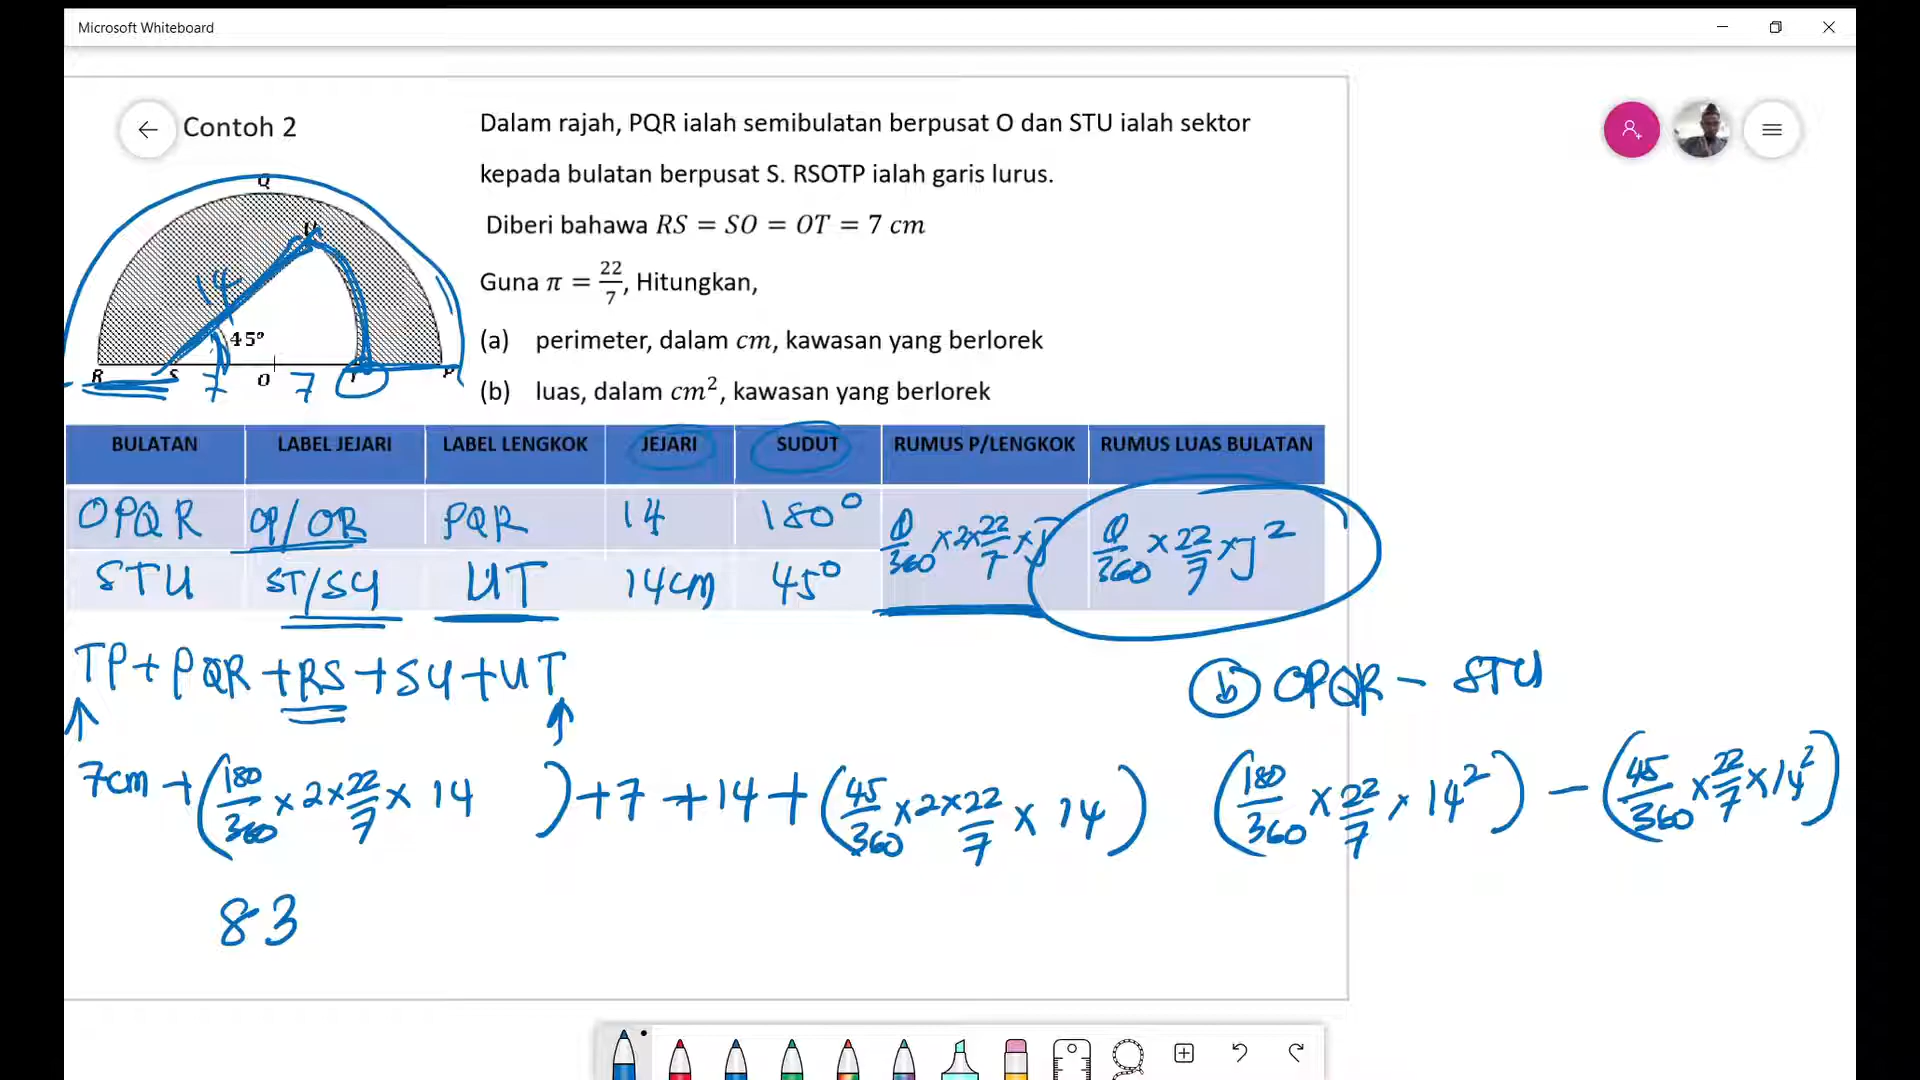 Microsoft Whiteboard
Contoh 2
Dalam rajah, PQR ialah semibulatan berpusat O dan STU ialah sektor
kepada bulatan berpusat S. RSOTP ialah garis lurus.
Diberi bahawa RS = SO = OT = 7 cm
Guna π = 22/7, Hitungkan,
(a) perimeter, dalam cm, kawasan yang berlorek
(b) luas, dalam cm², kawasan yang berlorek
Q
U
14
45°
R S O T P
7 7
BULATAN LABEL JEJARI LABEL LENGKOK JEJARI SUDUT RUMUS P/LENGKOK RUMUS LUAS BULATAN
OPQR OP/OR PQR 14 180° θ/360 × 2 × 22/7 × j θ/360 × 22/7 × j²
STU ST/SU UT 14cm 45°
TP + PQR + RS + SU + UT
7cm + (180/360 × 2 × 22/7 × 14) + 7 + 14 + (45/360 × 2 × 22/7 × 14)
83
(b) OPQR - STU
(180/360 × 22/7 × 14²) - (45/360 × 22/7 × 14²)